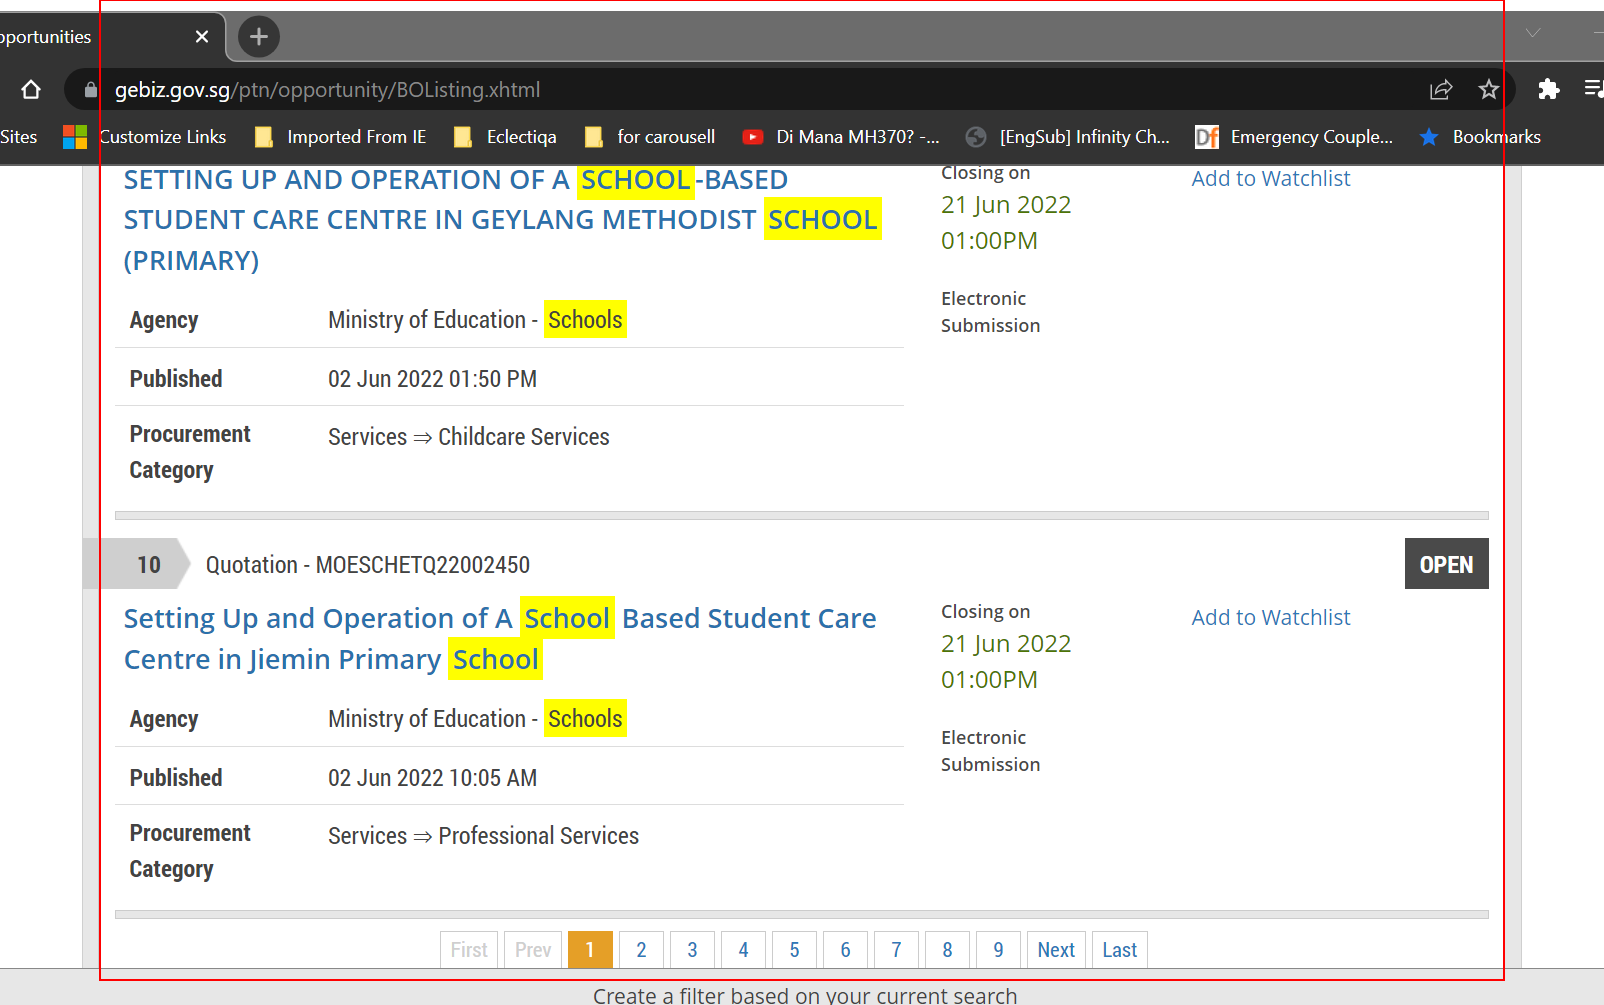 pportunities
gebiz.gov.sg/ptn/opportunity/BOListing.xhtml
Sites Customize Links Imported From IE Eclectiqa for carousell Di Mana MH370? -... [EngSub] Infinity Ch... Df Emergency Couple... Bookmarks
SETTING UP AND OPERATION OF A SCHOOL-BASED
STUDENT CARE CENTRE IN GEYLANG METHODIST SCHOOL
(PRIMARY)
Closing on
21 Jun 2022
01:00PM
Electronic
Submission
Add to Watchlist
Agency Ministry of Education - Schools
Published 02 Jun 2022 01:50 PM
Procurement
Category
Services ⇒ Childcare Services
10 Quotation - MOESCHETQ22002450 OPEN
Setting Up and Operation of A School Based Student Care
Centre in Jiemin Primary School
Closing on
21 Jun 2022
01:00PM
Electronic
Submission
Add to Watchlist
Agency Ministry of Education - Schools
Published 02 Jun 2022 10:05 AM
Procurement
Category
Services ⇒ Professional Services
First Prev 1 2 3 4 5 6 7 8 9 Next Last
Create a filter based on your current search